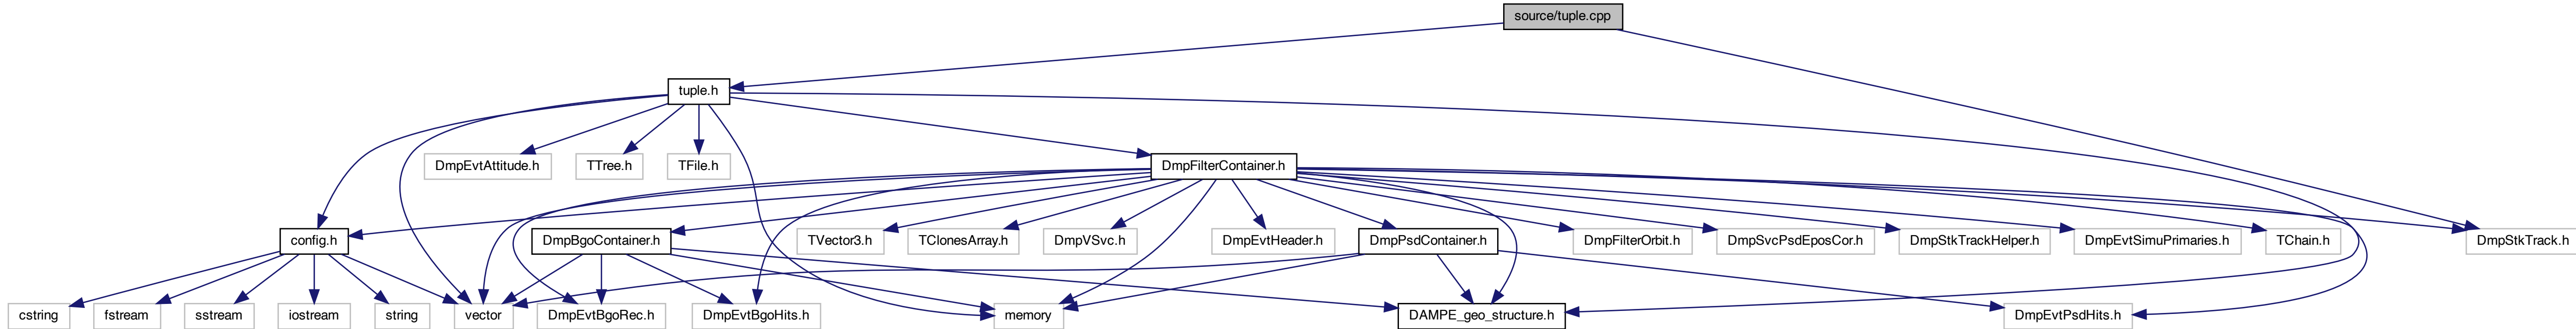 source/tuple.cpp
tuple.h
DmpEvtAttitude.h
TTree.h
TFile.h
DmpFilterContainer.h
config.h
DmpBgoContainer.h
TVector3.h
TClonesArray.h
DmpVSvc.h
DmpEvtHeader.h
DmpPsdContainer.h
DmpFilterOrbit.h
DmpSvcPsdEposCor.h
DmpStkTrackHelper.h
DmpEvtSimuPrimaries.h
TChain.h
DmpStkTrack.h
cstring
fstream
sstream
iostream
string
vector
DmpEvtBgoRec.h
DmpEvtBgoHits.h
memory
DAMPE_geo_structure.h
DmpEvtPsdHits.h